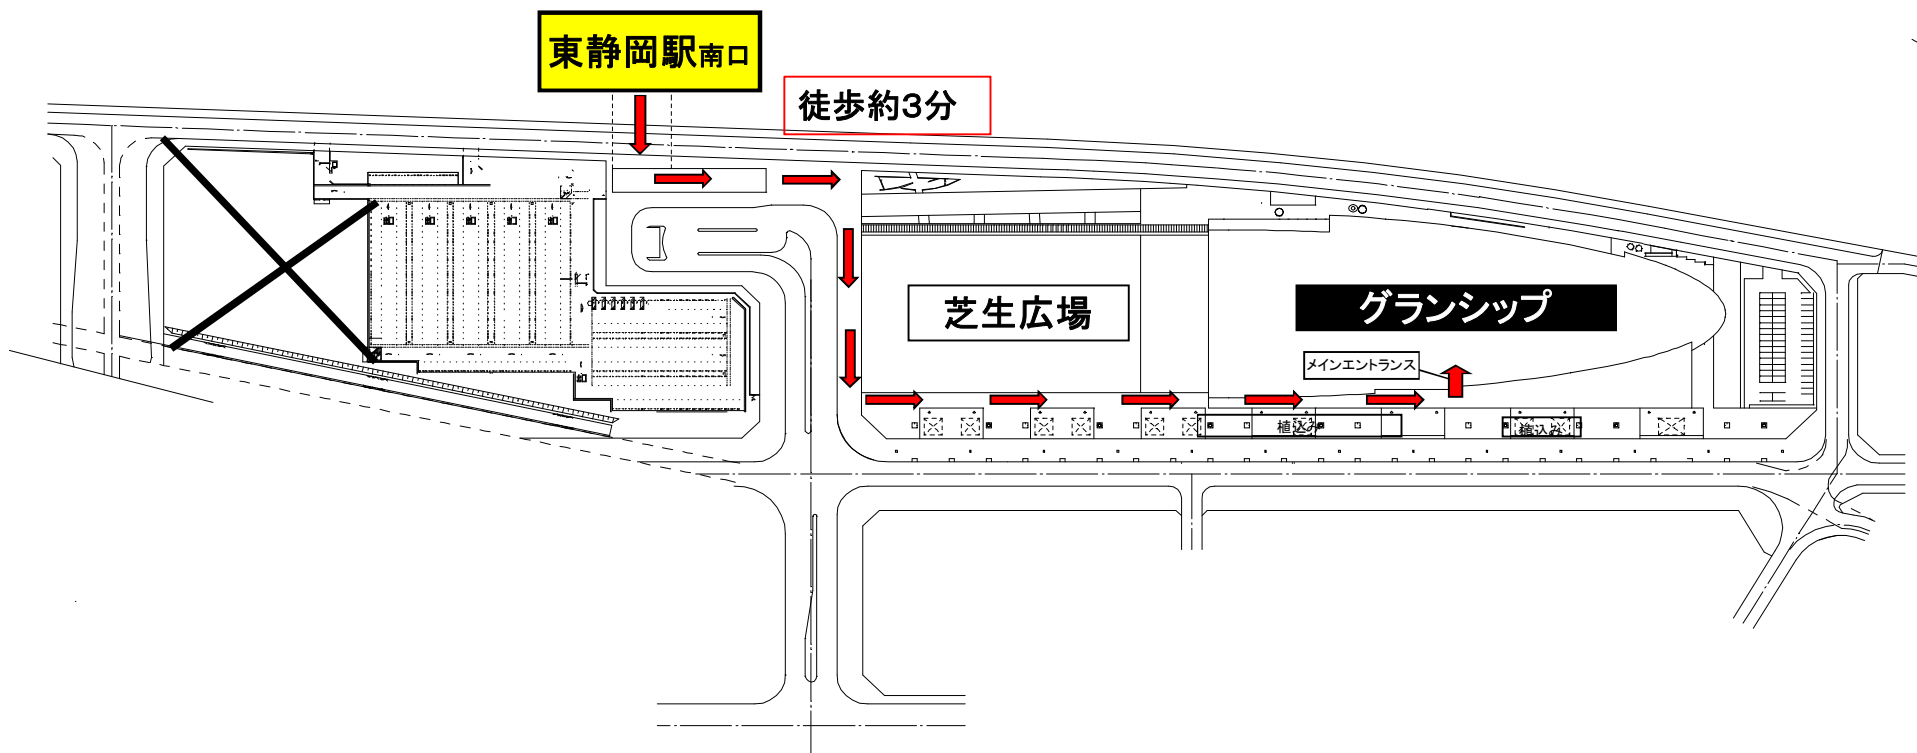 東静岡駅南口
徒歩約3分
芝生広場
グランシップ
メインエントランス
植込み
植込み